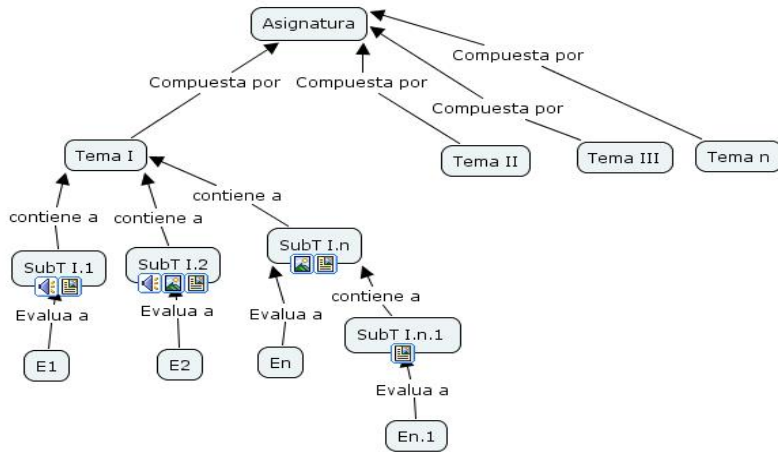 Asignatura
Compuesta por
Compuesta por
Compuesta por
Compuesta por
Tema I
Tema II
Tema III
Tema n
contiene a
contiene a
contiene a
SubT I.1
SubT I.2
SubT I.n
Evalua a
Evalua a
Evalua a
contiene a
E1
E2
En
SubT I.n.1
Evalua a
En.1